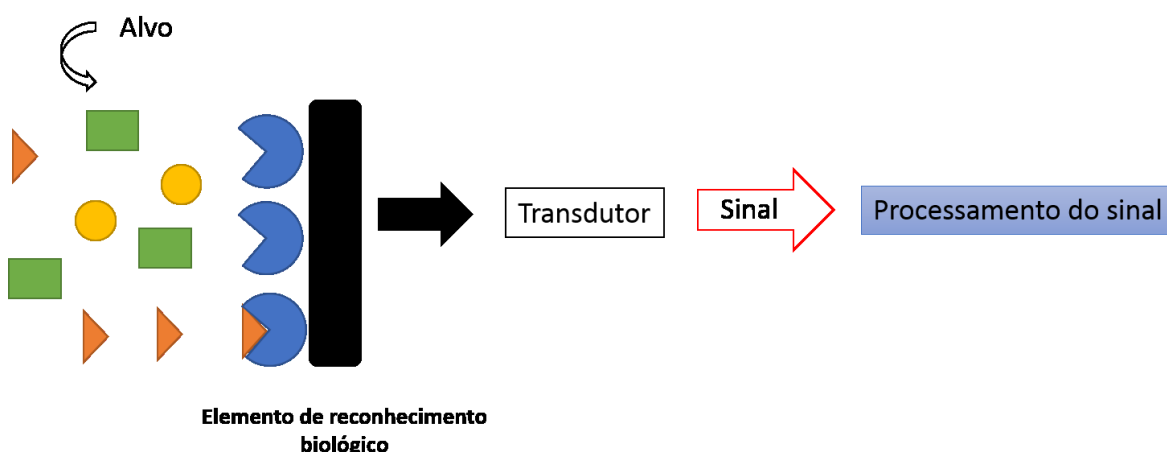 Alvo
Transdutor
Sinal
Processamento do sinal
Elemento de reconhecimento
biológico